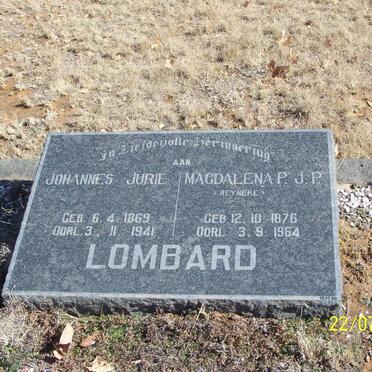 In Liefdevolle Herinnering
AAN
JOHANNES JURIE
GEB. 6. 4. 1869
OORL. 3. 11. 1941
MAGDALENA P. J. P.
(REYNEKE)
GEB. 12. 10. 1876
OORL. 3. 9. 1964
LOMBARD
22/0